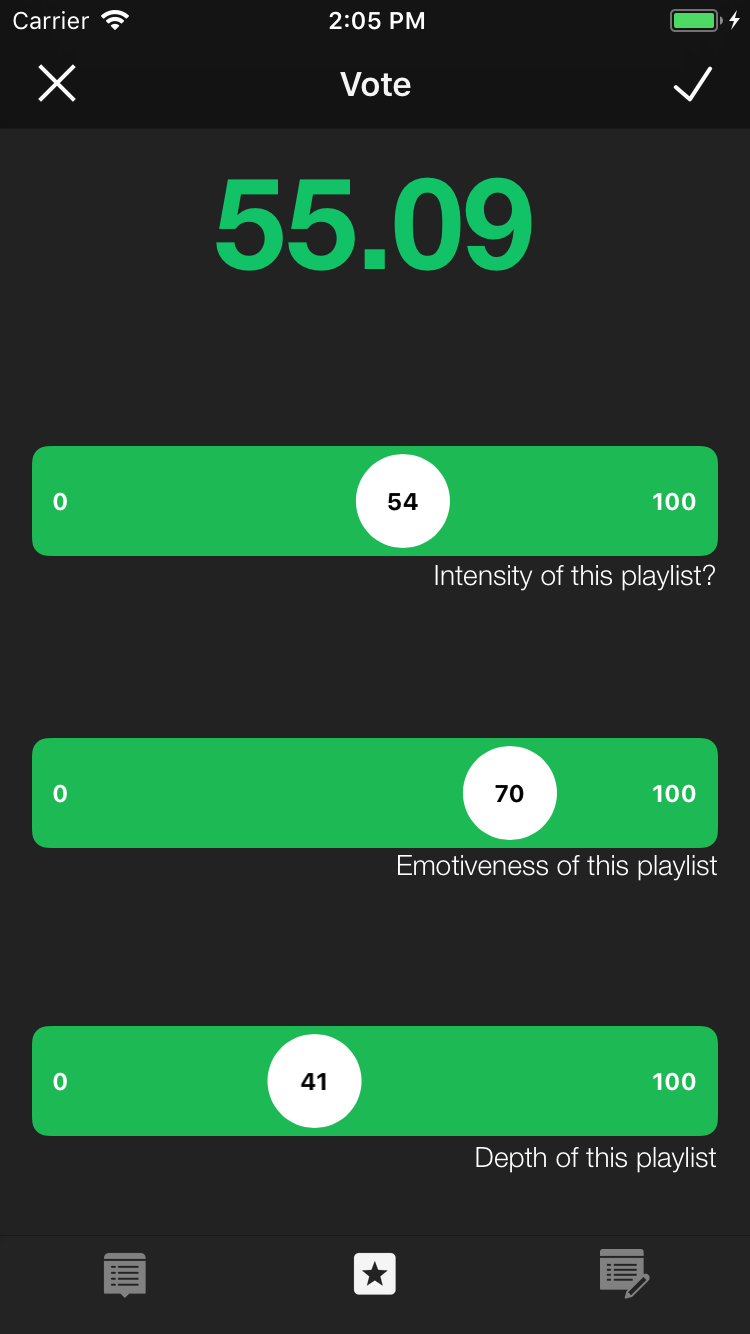 Carrier 2:05 PM
Vote
55.09
0 54 100
Intensity of this playlist?
0 70 100
Emotiveness of this playlist
0 41 100
Depth of this playlist